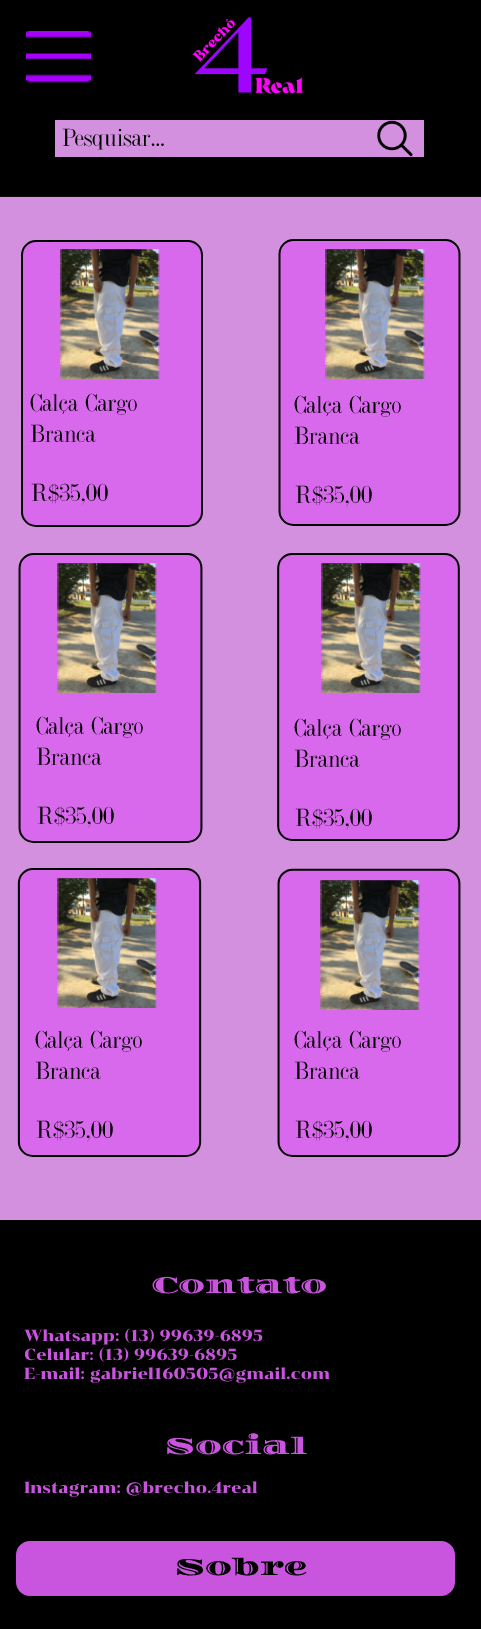 Brechó
4
Real
Pesquisar...
Calça Cargo
Branca
R$35,00
Calça Cargo
Branca
R$35,00
Calça Cargo
Branca
R$35,00
Calça Cargo
Branca
R$35,00
Calça Cargo
Branca
R$35,00
Calça Cargo
Branca
R$35,00
Contato
Whatsapp: (13) 99639-6895
Celular: (13) 99639-6895
E-mail: gabriel160505@gmail.com
Social
Instagram: @brecho.4real
Sobre